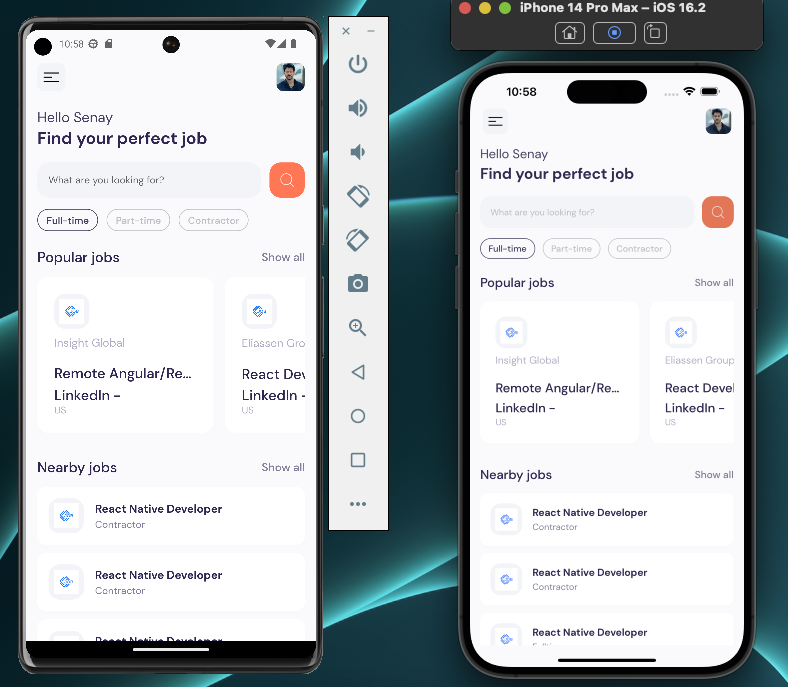 10:58
Hello Senay
Find your perfect job
What are you looking for?
Full-time
Part-time
Contractor
Popular jobs
Show all
Insight Global
Remote Angular/Re...
LinkedIn -
US
Eliassen Gro
React Dev
LinkedIn -
US
Nearby jobs
Show all
React Native Developer
Contractor
React Native Developer
Contractor
React Native Developer
iPhone 14 Pro Max – iOS 16.2
10:58
Hello Senay
Find your perfect job
What are you looking for?
Full-time
Part-time
Contractor
Popular jobs
Show all
Insight Global
Remote Angular/Re...
LinkedIn -
US
Eliassen Group
React Devel
LinkedIn -
US
Nearby jobs
Show all
React Native Developer
Contractor
React Native Developer
Contractor
React Native Developer